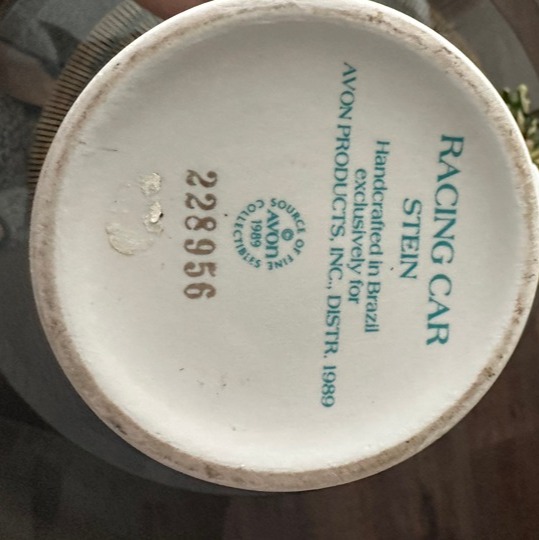 RACING CAR
STEIN
Handcrafted in Brazil
exclusively for
AVON PRODUCTS, INC., DISTR. 1989
SOURCE OF FINE
©
AVON
1989
COLLECTIBLES
228956